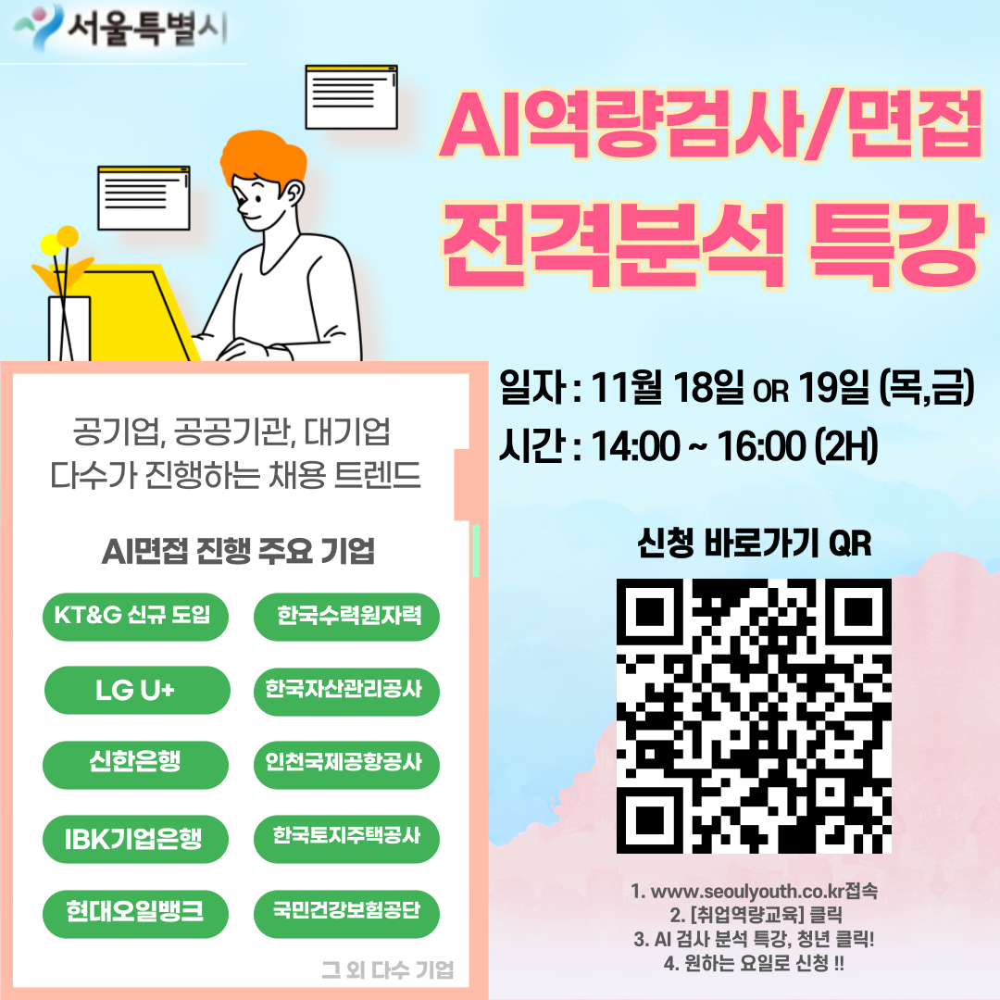 서울특별시
AI역량검사/면접
전격분석 특강
일자 : 11월 18일 OR 19일 (목,금)
시간 : 14:00 ~ 16:00 (2H)
공기업, 공공기관, 대기업
다수가 진행하는 채용 트렌드
AI면접 진행 주요 기업
KT&G 신규 도입
한국수력원자력
LG U+
한국자산관리공사
신한은행
인천국제공항공사
IBK기업은행
한국토지주택공사
현대오일뱅크
국민건강보험공단
그 외 다수 기업
신청 바로가기 QR
1. www.seoulyouth.co.kr접속
2. [취업역량교육] 클릭
3. AI 검사 분석 특강, 청년 클릭!
4. 원하는 요일로 신청 !!